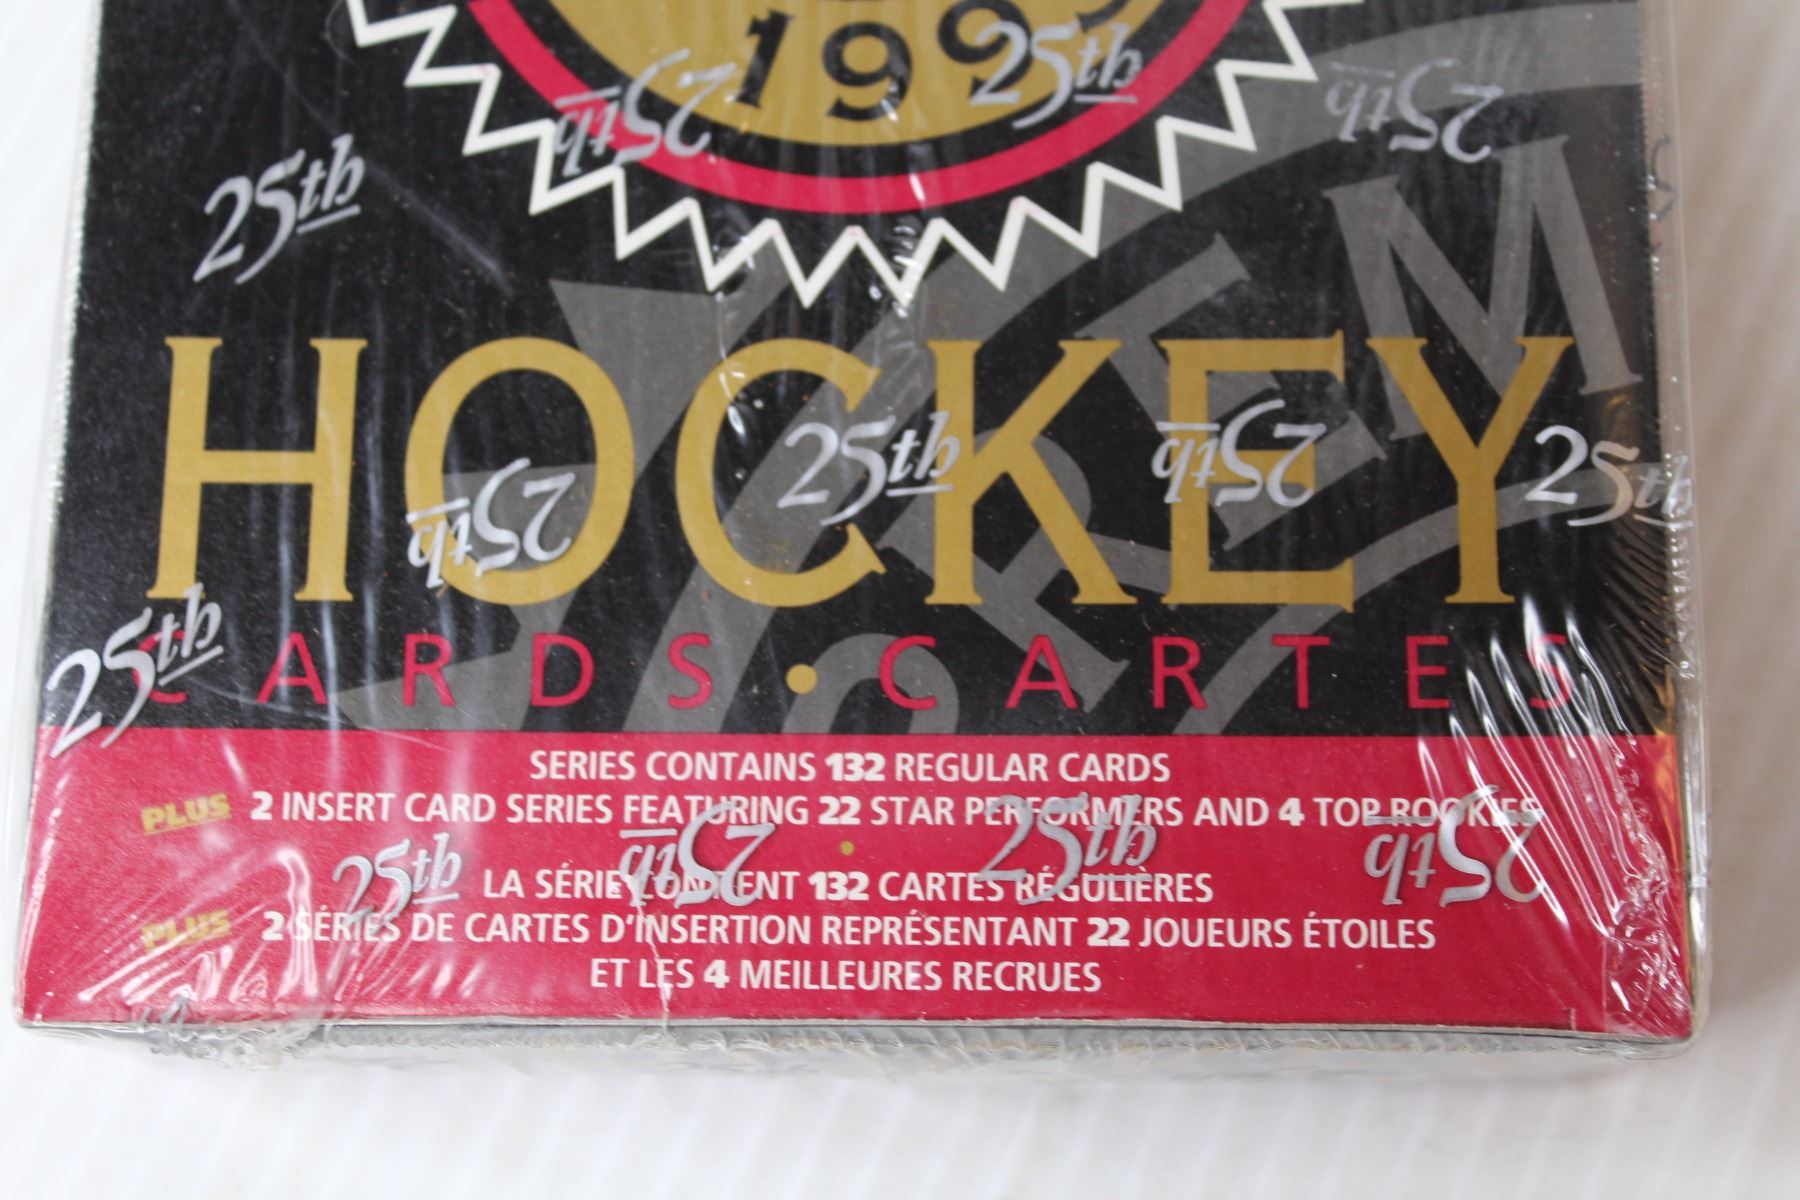 199
25th 25th 25th 25th
PREM
HOCKEY
25th 25th 25th 25th
25th
CARDS • CARTES
SERIES CONTAINS 132 REGULAR CARDS
PLUS 2 INSERT CARD SERIES FEATURING 22 STAR PERFORMERS AND 4 TOP ROOKIES
25th 25th 25th 25th
LA SÉRIE CONTIENT 132 CARTES RÉGULIÈRES
PLUS 2 SÉRIES DE CARTES D'INSERTION REPRÉSENTANT 22 JOUEURS ÉTOILES
ET LES 4 MEILLEURES RECRUES